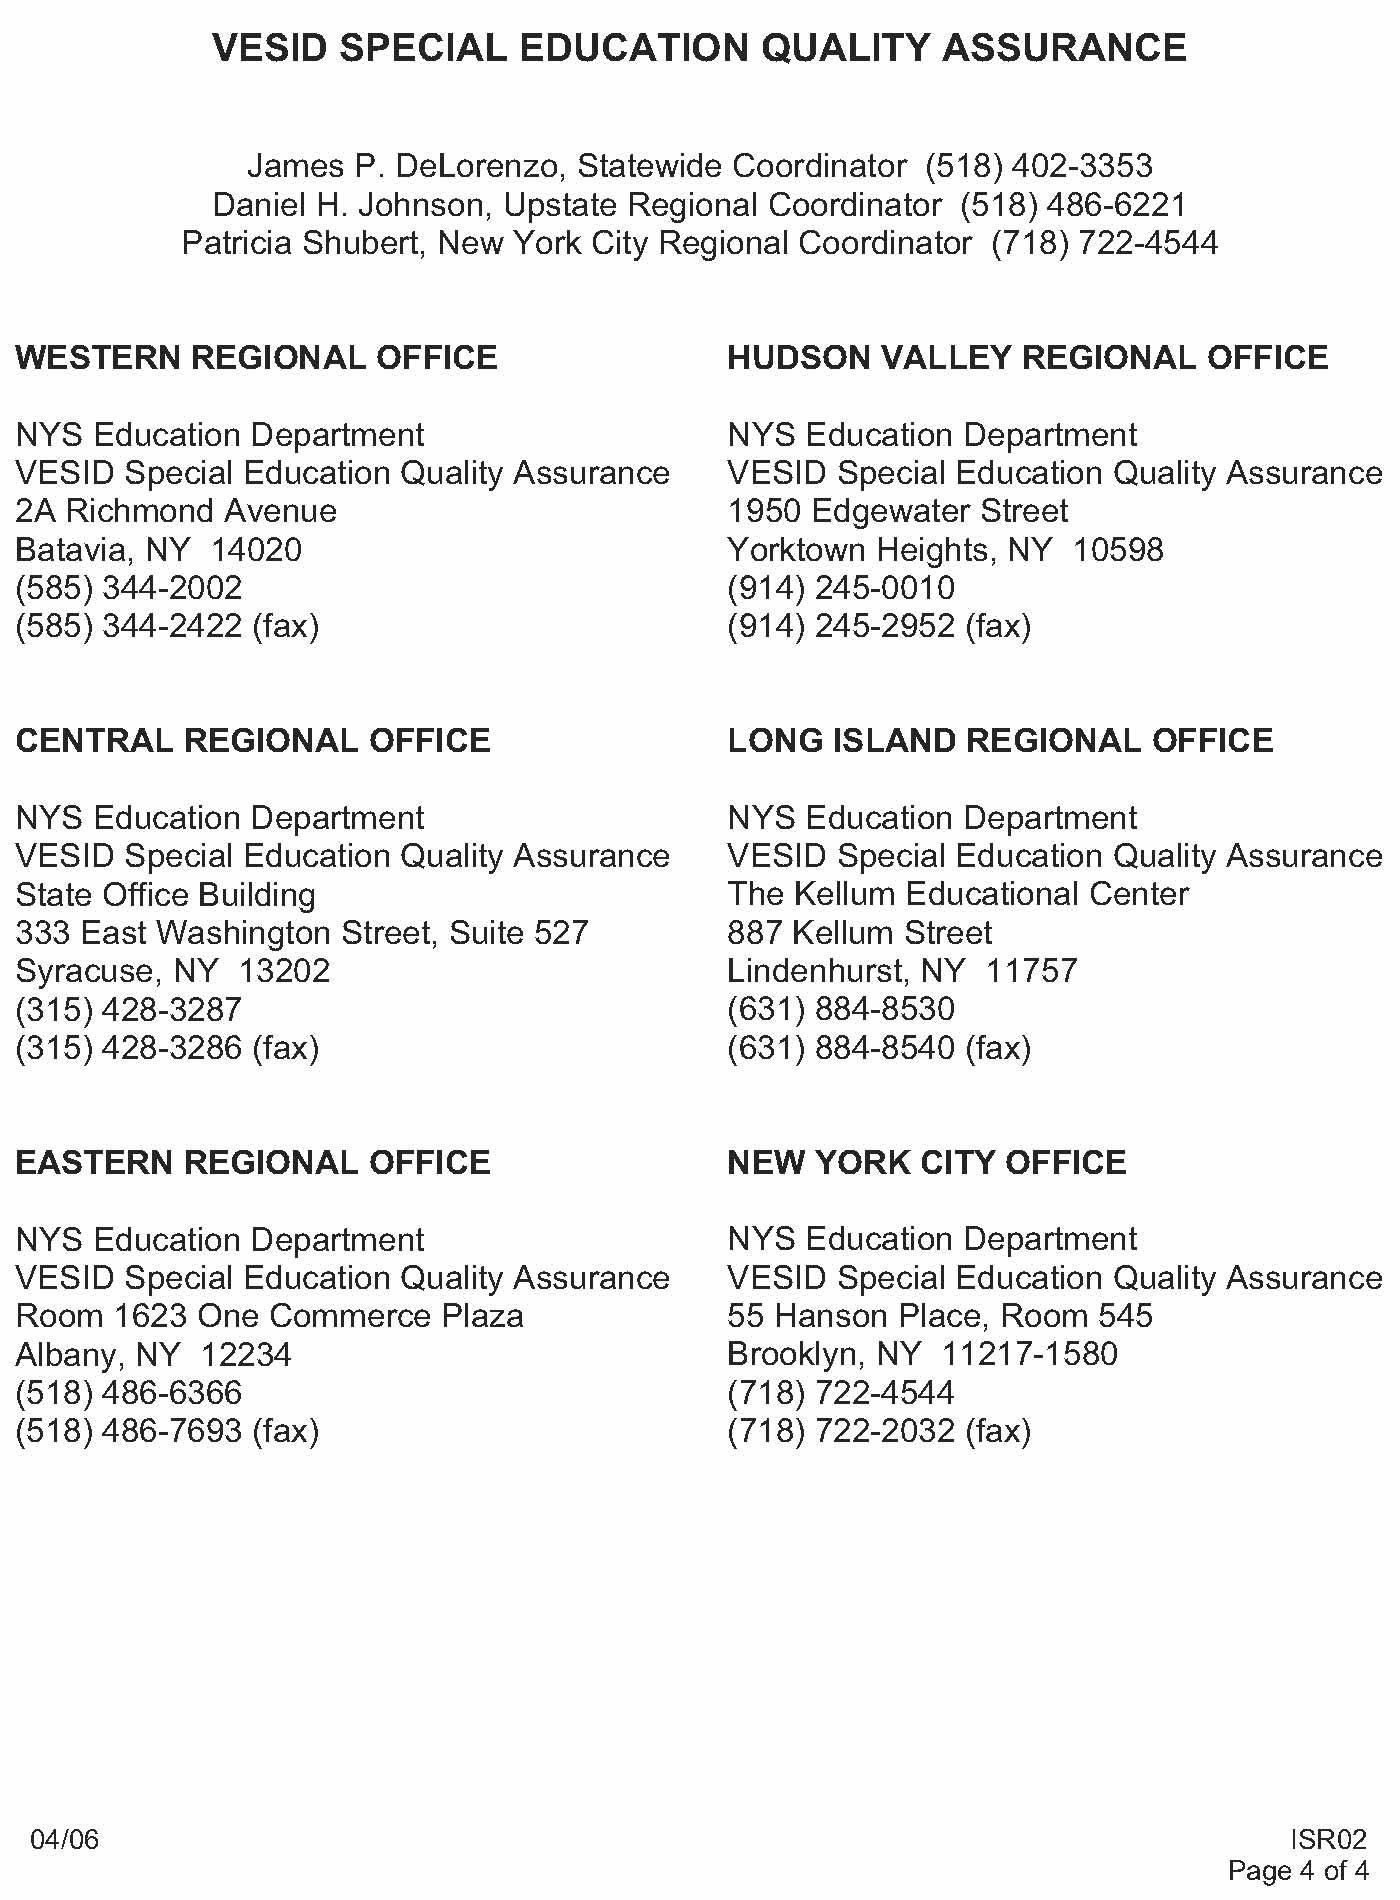 VESID SPECIAL EDUCATION QUALITY ASSURANCE
James P. DeLorenzo, Statewide Coordinator (518) 402-3353
Daniel H. Johnson, Upstate Regional Coordinator (518) 486-6221
Patricia Shubert, New York City Regional Coordinator (718) 722-4544
WESTERN REGIONAL OFFICE
NYS Education Department
VESID Special Education Quality Assurance
2A Richmond Avenue
Batavia, NY 14020
(585) 344-2002
(585) 344-2422 (fax)
HUDSON VALLEY REGIONAL OFFICE
NYS Education Department
VESID Special Education Quality Assurance
1950 Edgewater Street
Yorktown Heights, NY 10598
(914) 245-0010
(914) 245-2952 (fax)
CENTRAL REGIONAL OFFICE
NYS Education Department
VESID Special Education Quality Assurance
State Office Building
333 East Washington Street, Suite 527
Syracuse, NY 13202
(315) 428-3287
(315) 428-3286 (fax)
LONG ISLAND REGIONAL OFFICE
NYS Education Department
VESID Special Education Quality Assurance
The Kellum Educational Center
887 Kellum Street
Lindenhurst, NY 11757
(631) 884-8530
(631) 884-8540 (fax)
EASTERN REGIONAL OFFICE
NYS Education Department
VESID Special Education Quality Assurance
Room 1623 One Commerce Plaza
Albany, NY 12234
(518) 486-6366
(518) 486-7693 (fax)
NEW YORK CITY OFFICE
NYS Education Department
VESID Special Education Quality Assurance
55 Hanson Place, Room 545
Brooklyn, NY 11217-1580
(718) 722-4544
(718) 722-2032 (fax)
04/06
ISR02
Page 4 of 4